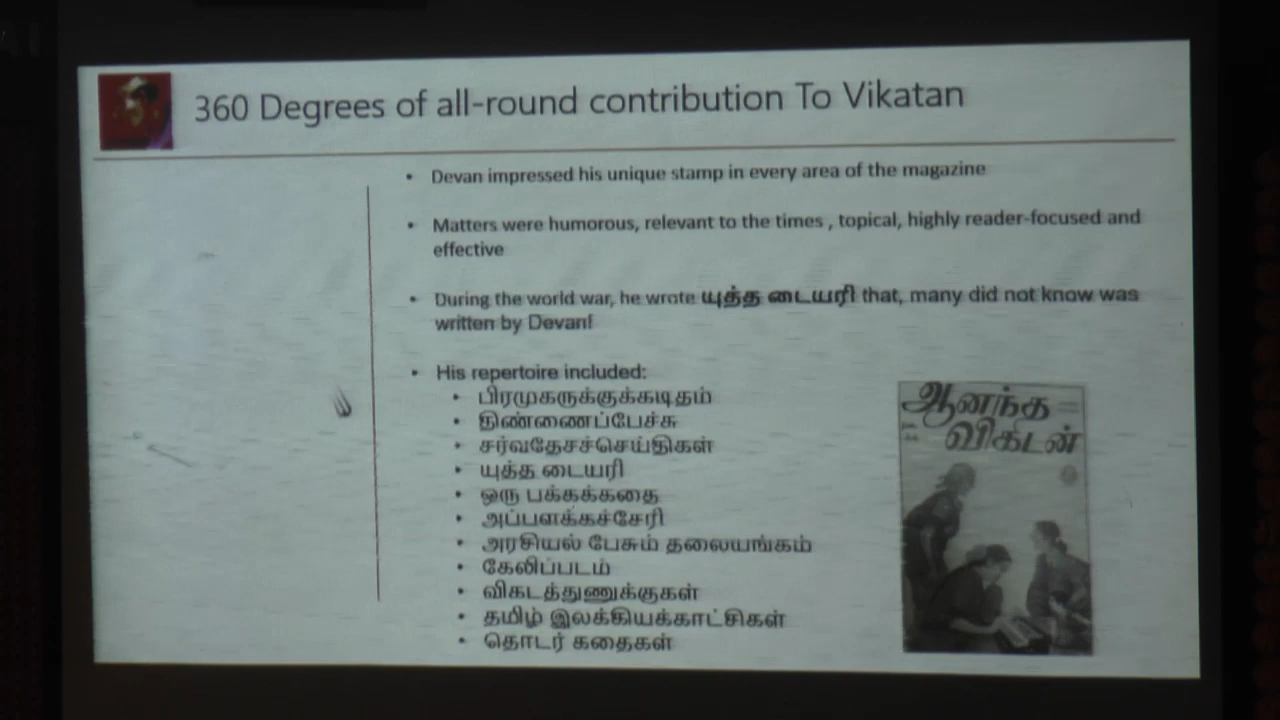 360 Degrees of all-round contribution To Vikatan
• Devan impressed his unique stamp in every area of the magazine
• Matters were humorous, relevant to the times , topical, highly reader-focused and
effective
• During the world war, he wrote யுத்த டையரி that, many did not know was
written by Devan!
• His repertoire included:
• பிரமுகருக்குக்கடிதம்
• திண்ணைப்பேச்சு
• சர்வதேசச்செய்திகள்
• யுத்த டையரி
• ஒரு பக்கக்கதை
• அப்பளக்கச்சேரி
• அரசியல் பேசும் தலையங்கம்
• கேலிப்படம்
• விகடத்துணுக்குகள்
• தமிழ் இலக்கியக்காட்சிகள்
• தொடர் கதைகள்
ஆனந்த
விகடன்